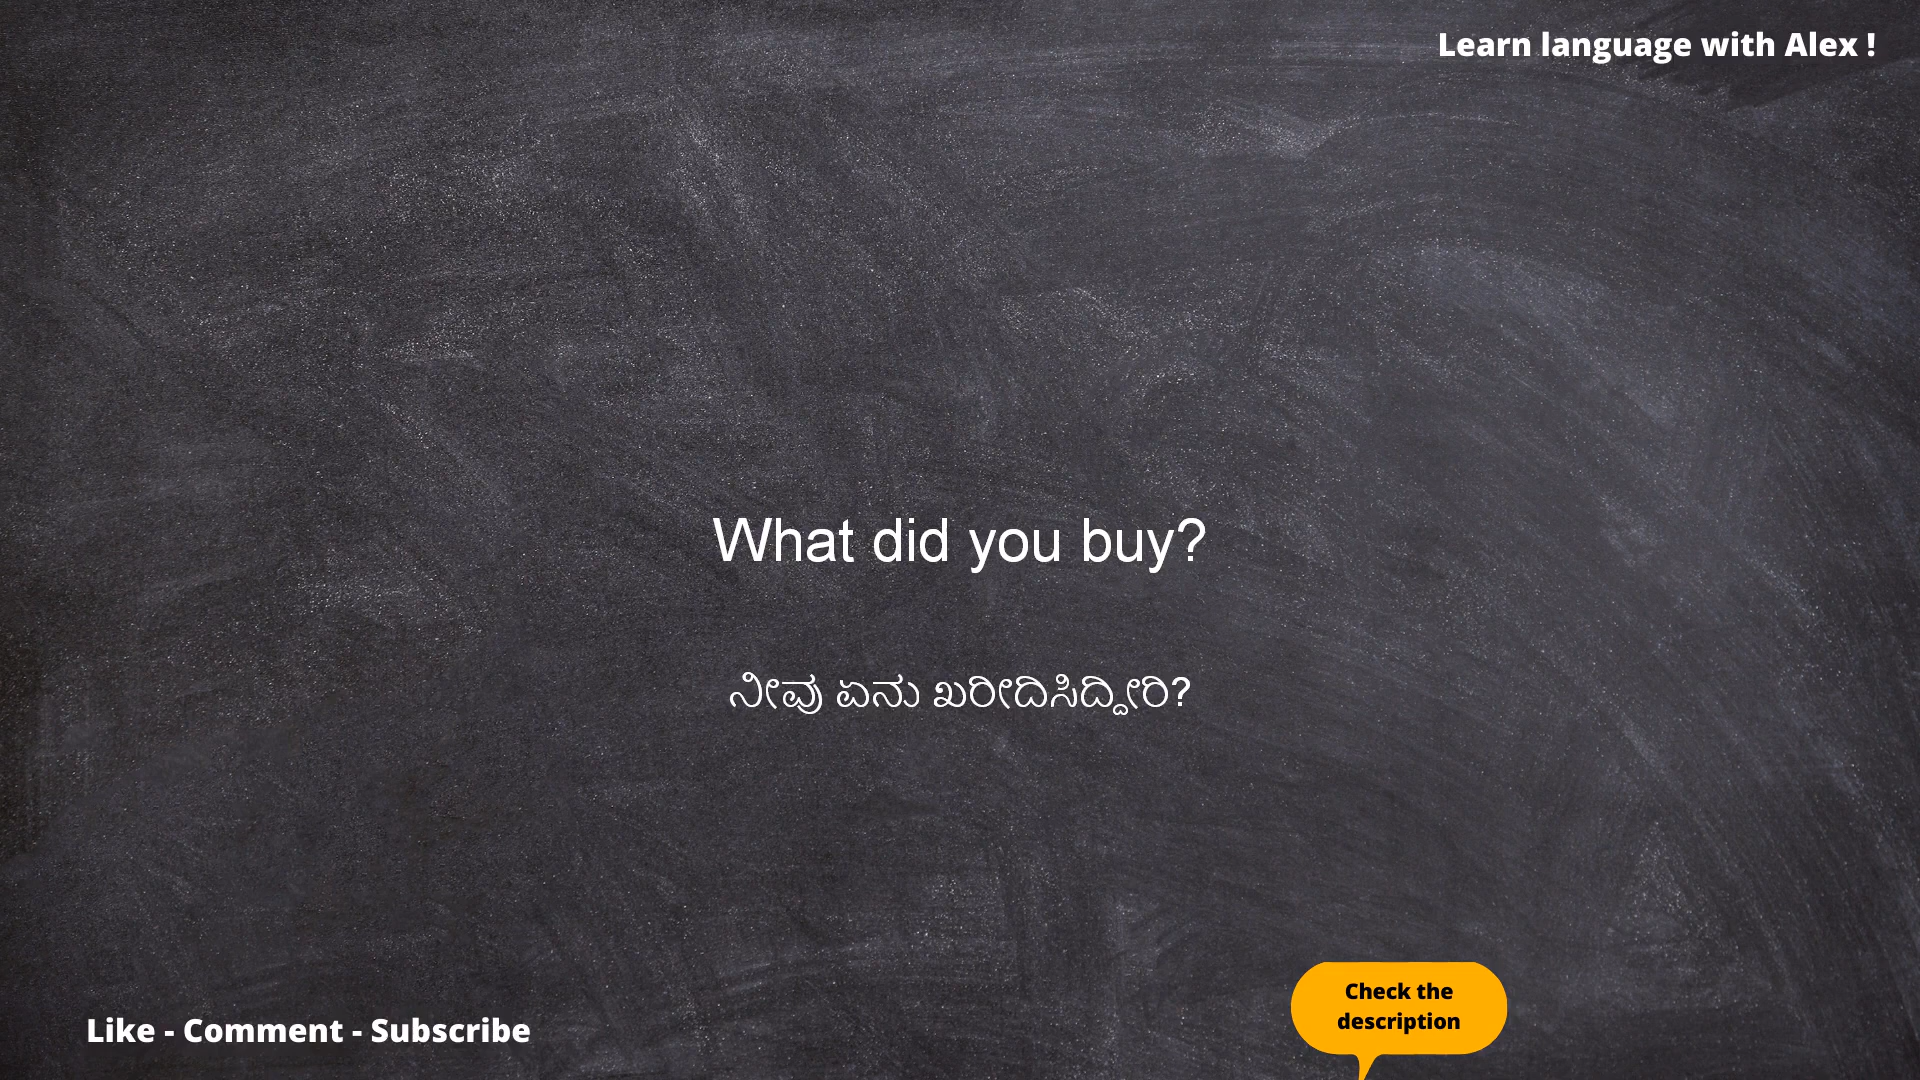 Learn language with Alex !
What did you buy?
ನೀವು ಏನು ಖರೀದಿಸಿದ್ದೀರಿ?
Check the
description
Like - Comment - Subscribe